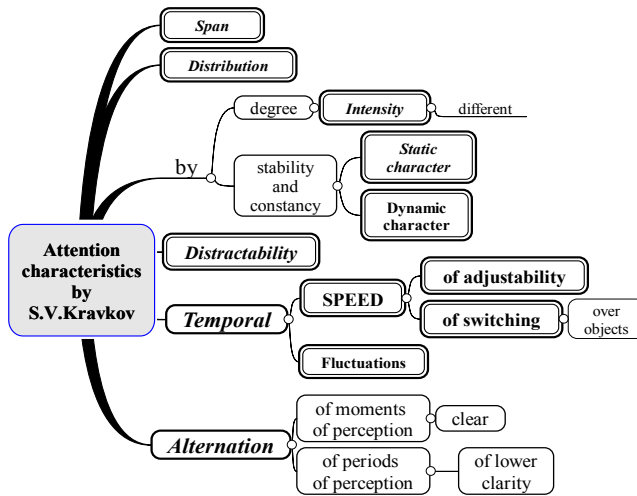 Span
Distribution
by
degree
Intensity
different
stability
and
constancy
Static
character
Dynamic
character
Attention
characteristics
by
S.V.Kravkov
Distractability
Temporal
SPEED
of adjustability
of switching
over
objects
Fluctuations
Alternation
of moments
of perception
clear
of periods
of perception
of lower
clarity